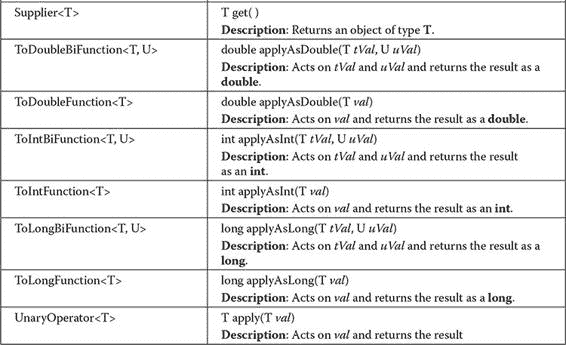 Supplier<T>
T get( )
Description: Returns an object of type T.
ToDoubleBiFunction<T, U>
double applyAsDouble(T tVal, U uVal)
Description: Acts on tVal and uVal and returns the result as a
double.
ToDoubleFunction<T>
double applyAsDouble(T val)
Description: Acts on val and returns the result as a double.
ToIntBiFunction<T, U>
int applyAsInt(T tVal, U uVal)
Description: Acts on tVal and uVal and returns the result
as an int.
ToIntFunction<T>
int applyAsInt(T val)
Description: Acts on val and returns the result as an int.
ToLongBiFunction<T, U>
long applyAsLong(T tVal, U uVal)
Description: Acts on tVal and uVal and returns the result as a
long.
ToLongFunction<T>
long applyAsLong(T val)
Description: Acts on val and returns the result as a long.
UnaryOperator<T>
T apply(T val)
Description: Acts on val and returns the result